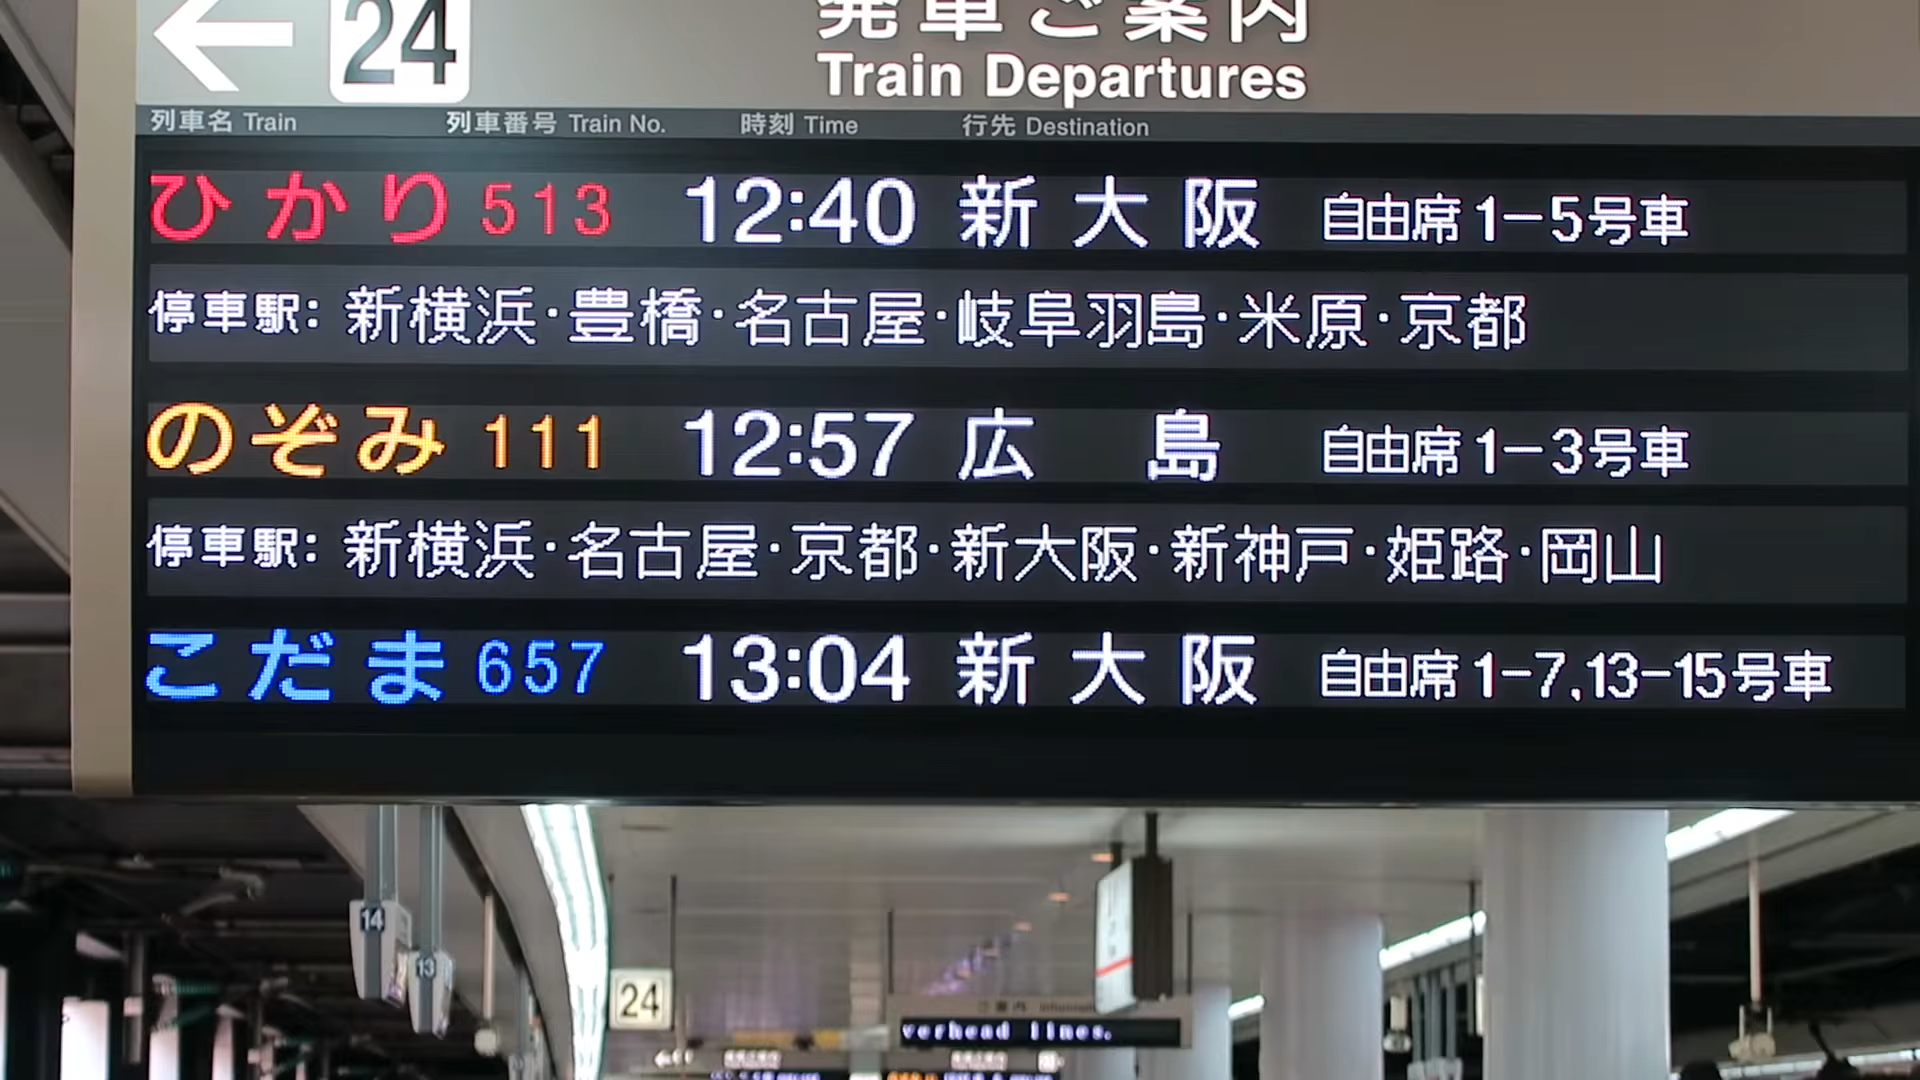 ← 24
発車ご案内
Train Departures
列車名 Train 列車番号 Train No. 時刻 Time 行先 Destination
ひかり 513 12:40 新大阪 自由席1－5号車
停車駅：新横浜・豊橋・名古屋・岐阜羽島・米原・京都
のぞみ 111 12:57 広島 自由席1－3号車
停車駅：新横浜・名古屋・京都・新大阪・新神戸・姫路・岡山
こだま 657 13:04 新大阪 自由席1－7,13－15号車
14
13
24
ご案内 Information
verhead lines.